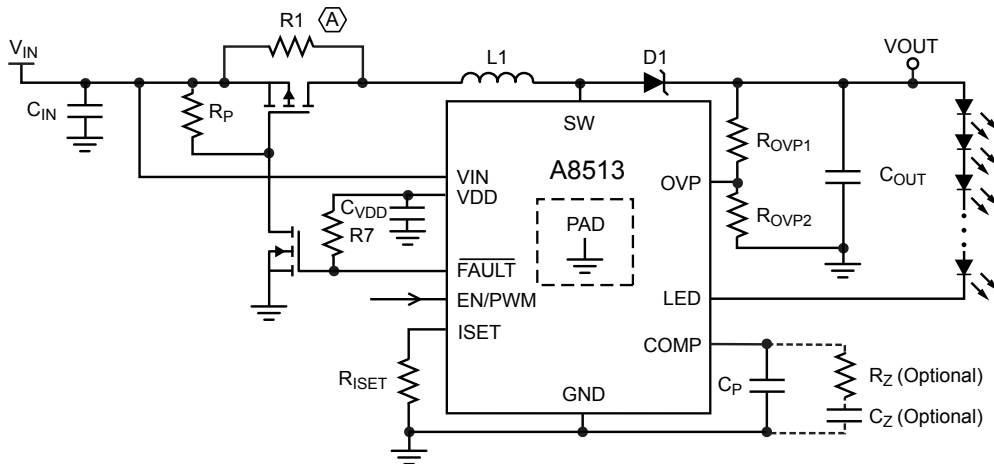 R1
A
V_IN
L1
D1
VOUT
C_IN
R_P
SW
R_OVP1
A8513
VIN
OVP
C_OUT
VDD
C_VDD
R7
PAD
R_OVP2
FAULT
EN/PWM
LED
ISET
COMP
R_ISET
C_P
R_Z (Optional)
GND
C_Z (Optional)